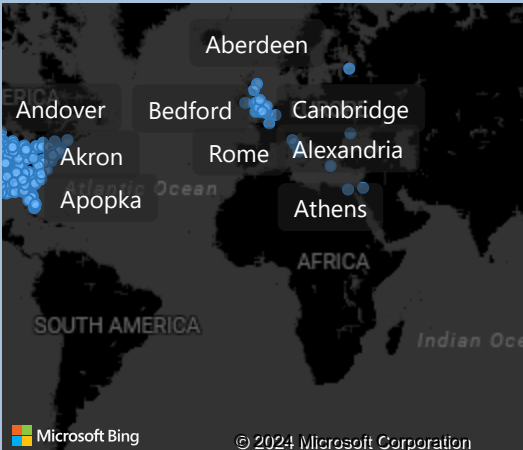 Aberdeen
ERICA
Andover
Bedford
Cambridge
Akron
Rome
Alexandria
Atlantic Ocean
Apopka
Athens
AFRICA
SOUTH AMERICA
Indian Oce
Microsoft Bing
© 2024 Microsoft Corporation